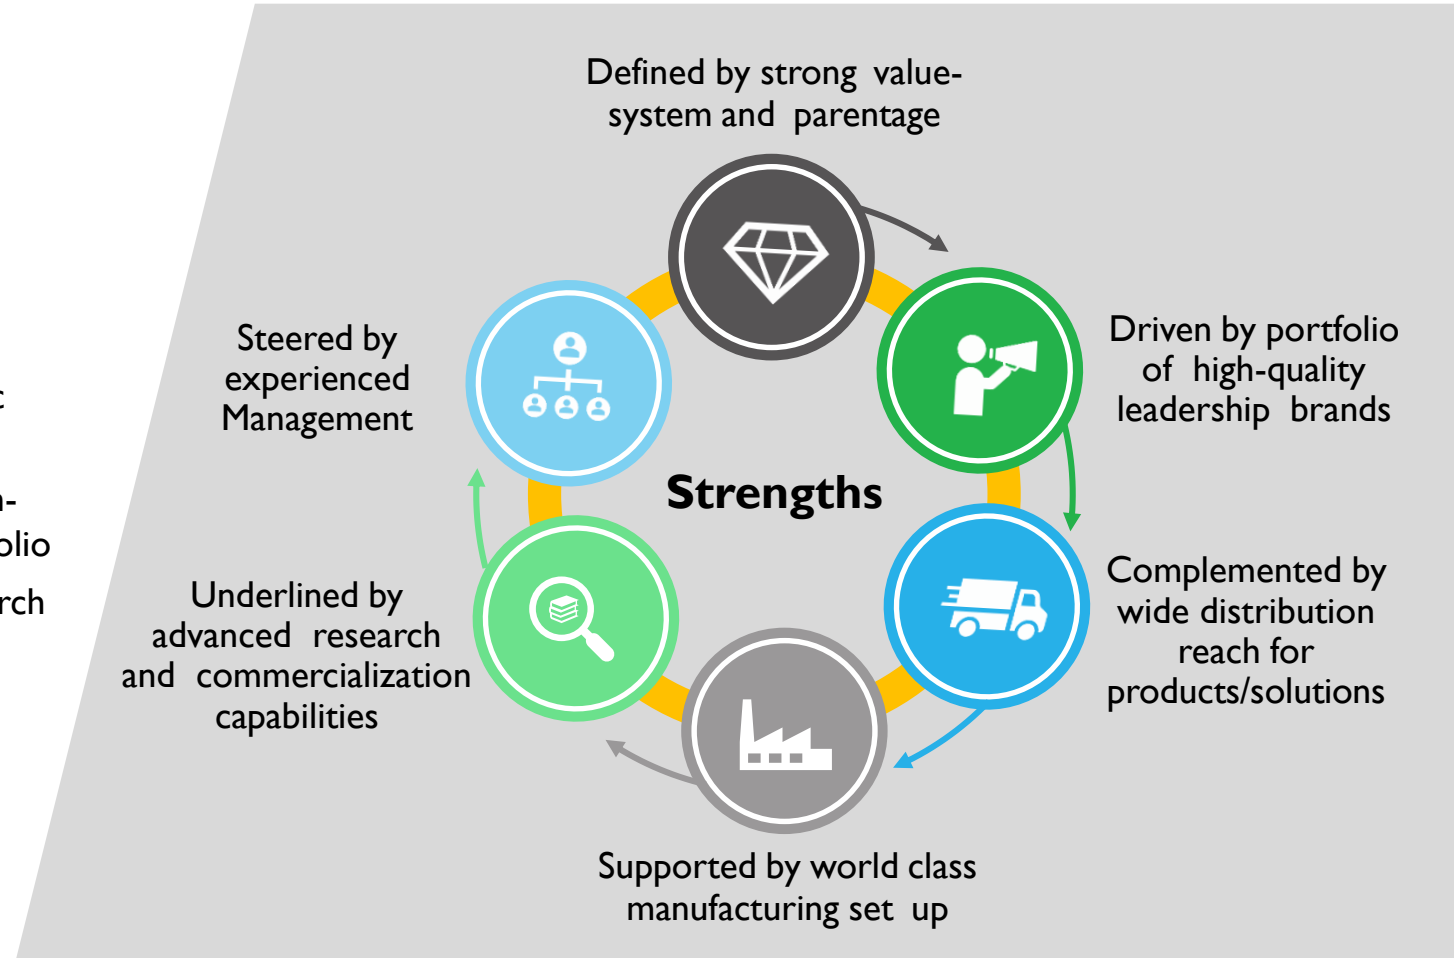 Defined by strong value-
system and parentage
Steered by
experienced
Management
Driven by portfolio
of high-quality
leadership brands
Strengths
Underlined by
advanced research
and commercialization
capabilities
Complemented by
wide distribution
reach for
products/solutions
Supported by world class
manufacturing set up